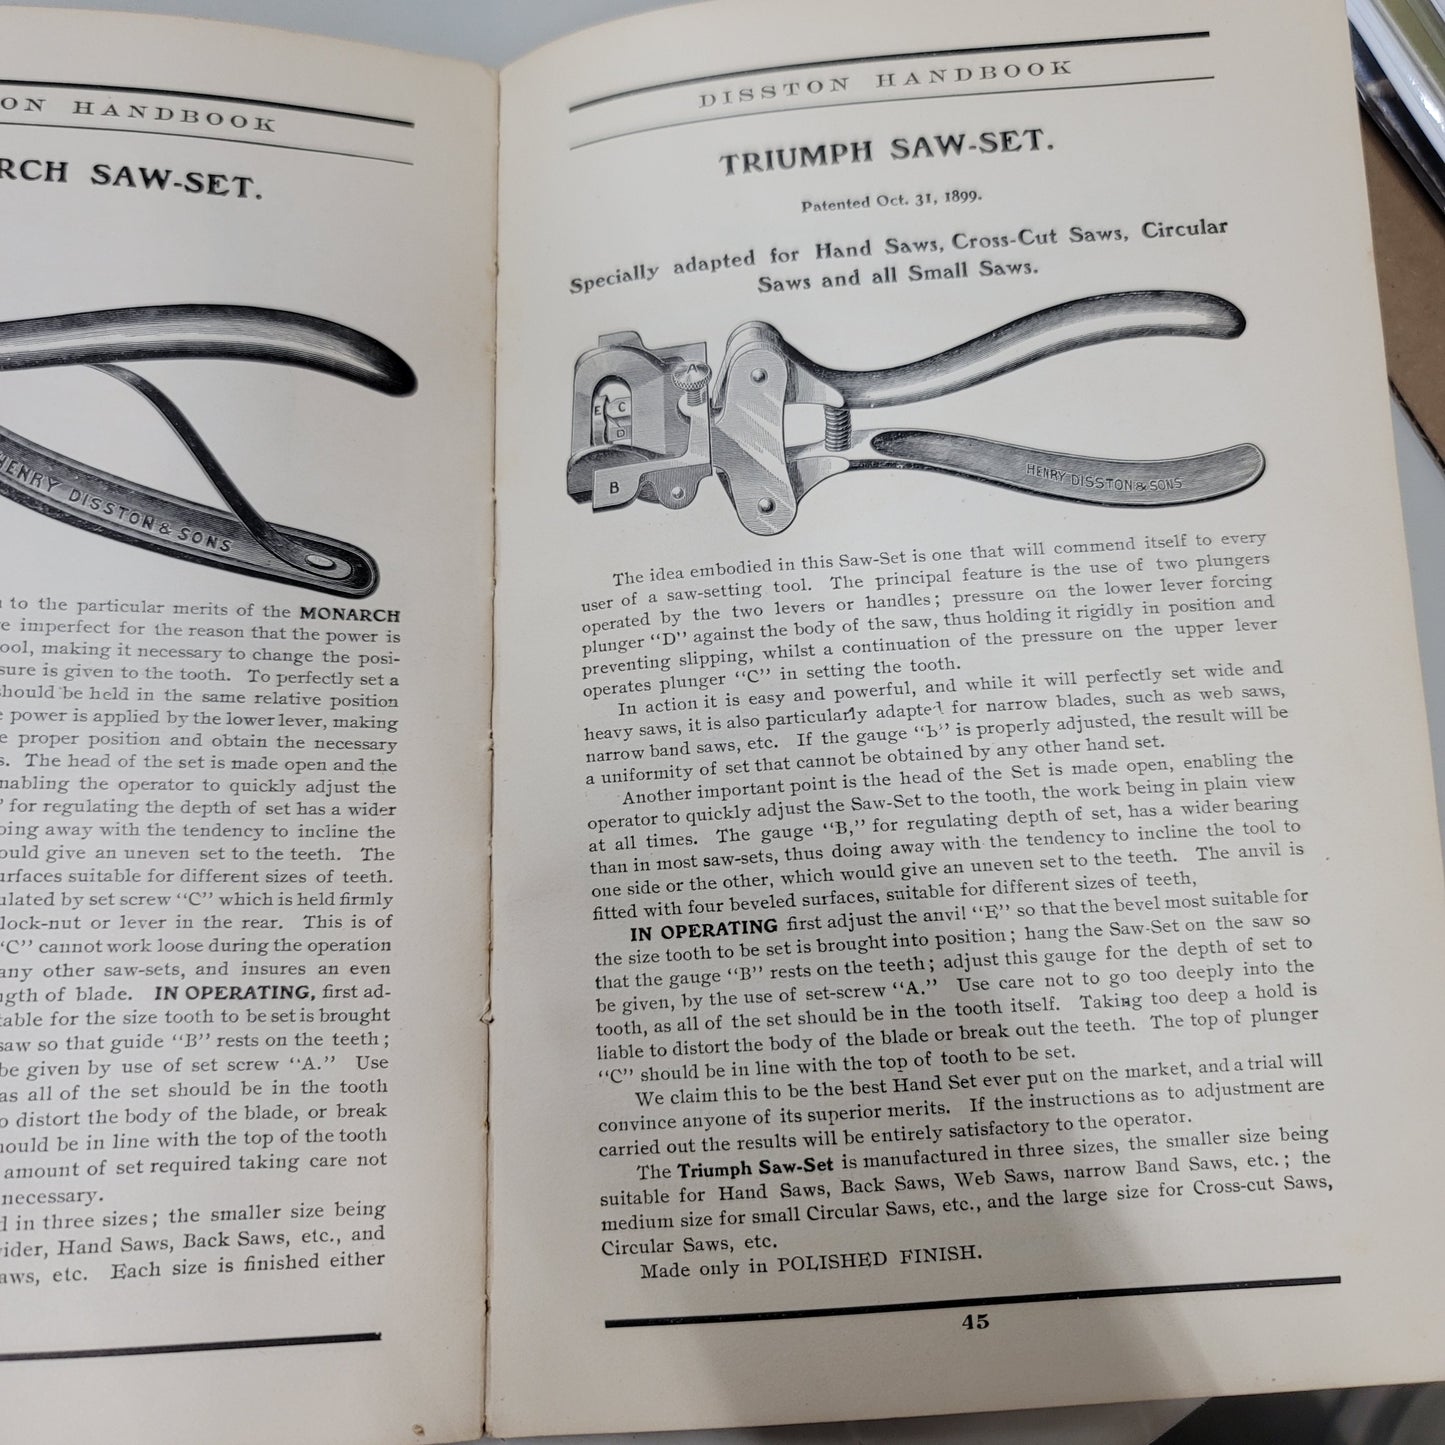 ON HANDBOOK
RCH SAW-SET.
HENRY DISSTON & SONS
to the particular merits of the MONARCH
e imperfect for the reason that the power is
ool, making it necessary to change the posi-
sure is given to the tooth. To perfectly set a
should be held in the same relative position
power is applied by the lower lever, making
e proper position and obtain the necessary
s. The head of the set is made open and the
nabling the operator to quickly adjust the
" for regulating the depth of set has a wider
oing away with the tendency to incline the
ould give an uneven set to the teeth. The
urfaces suitable for different sizes of teeth.
ulated by set screw "C" which is held firmly
lock-nut or lever in the rear. This is of
"C" cannot work loose during the operation
any other saw-sets, and insures an even
ngth of blade. IN OPERATING, first ad-
table for the size tooth to be set is brought
saw so that guide "B" rests on the teeth;
be given by use of set screw "A." Use
as all of the set should be in the tooth
o distort the body of the blade, or break
hould be in line with the top of the tooth
amount of set required taking care not
necessary.
d in three sizes; the smaller size being
ider, Hand Saws, Back Saws, etc., and
aws, etc. Each size is finished either
DISSTON HANDBOOK
TRIUMPH SAW-SET.
Patented Oct. 31, 1899.
Specially adapted for Hand Saws, Cross-Cut Saws, Circular
Saws and all Small Saws.
A
E C
D
B
HENRY DISSTON & SONS
The idea embodied in this Saw-Set is one that will commend itself to every
user of a saw-setting tool. The principal feature is the use of two plungers
operated by the two levers or handles; pressure on the lower lever forcing
plunger "D" against the body of the saw, thus holding it rigidly in position and
preventing slipping, whilst a continuation of the pressure on the upper lever
operates plunger "C" in setting the tooth.
In action it is easy and powerful, and while it will perfectly set wide and
heavy saws, it is also particularly adapted for narrow blades, such as web saws,
narrow band saws, etc. If the gauge "b" is properly adjusted, the result will be
a uniformity of set that cannot be obtained by any other hand set.
Another important point is the head of the Set is made open, enabling the
operator to quickly adjust the Saw-Set to the tooth, the work being in plain view
at all times. The gauge "B," for regulating depth of set, has a wider bearing
than in most saw-sets, thus doing away with the tendency to incline the tool to
one side or the other, which would give an uneven set to the teeth. The anvil is
fitted with four beveled surfaces, suitable for different sizes of teeth,
IN OPERATING first adjust the anvil "E" so that the bevel most suitable for
the size tooth to be set is brought into position; hang the Saw-Set on the saw so
that the gauge "B" rests on the teeth; adjust this gauge for the depth of set to
be given, by the use of set-screw "A." Use care not to go too deeply into the
tooth, as all of the set should be in the tooth itself. Taking too deep a hold is
liable to distort the body of the blade or break out the teeth. The top of plunger
"C" should be in line with the top of tooth to be set.
We claim this to be the best Hand Set ever put on the market, and a trial will
convince anyone of its superior merits. If the instructions as to adjustment are
carried out the results will be entirely satisfactory to the operator.
The Triumph Saw-Set is manufactured in three sizes, the smaller size being
suitable for Hand Saws, Back Saws, Web Saws, narrow Band Saws, etc.; the
medium size for small Circular Saws, etc., and the large size for Cross-cut Saws,
Circular Saws, etc.
Made only in POLISHED FINISH.
45